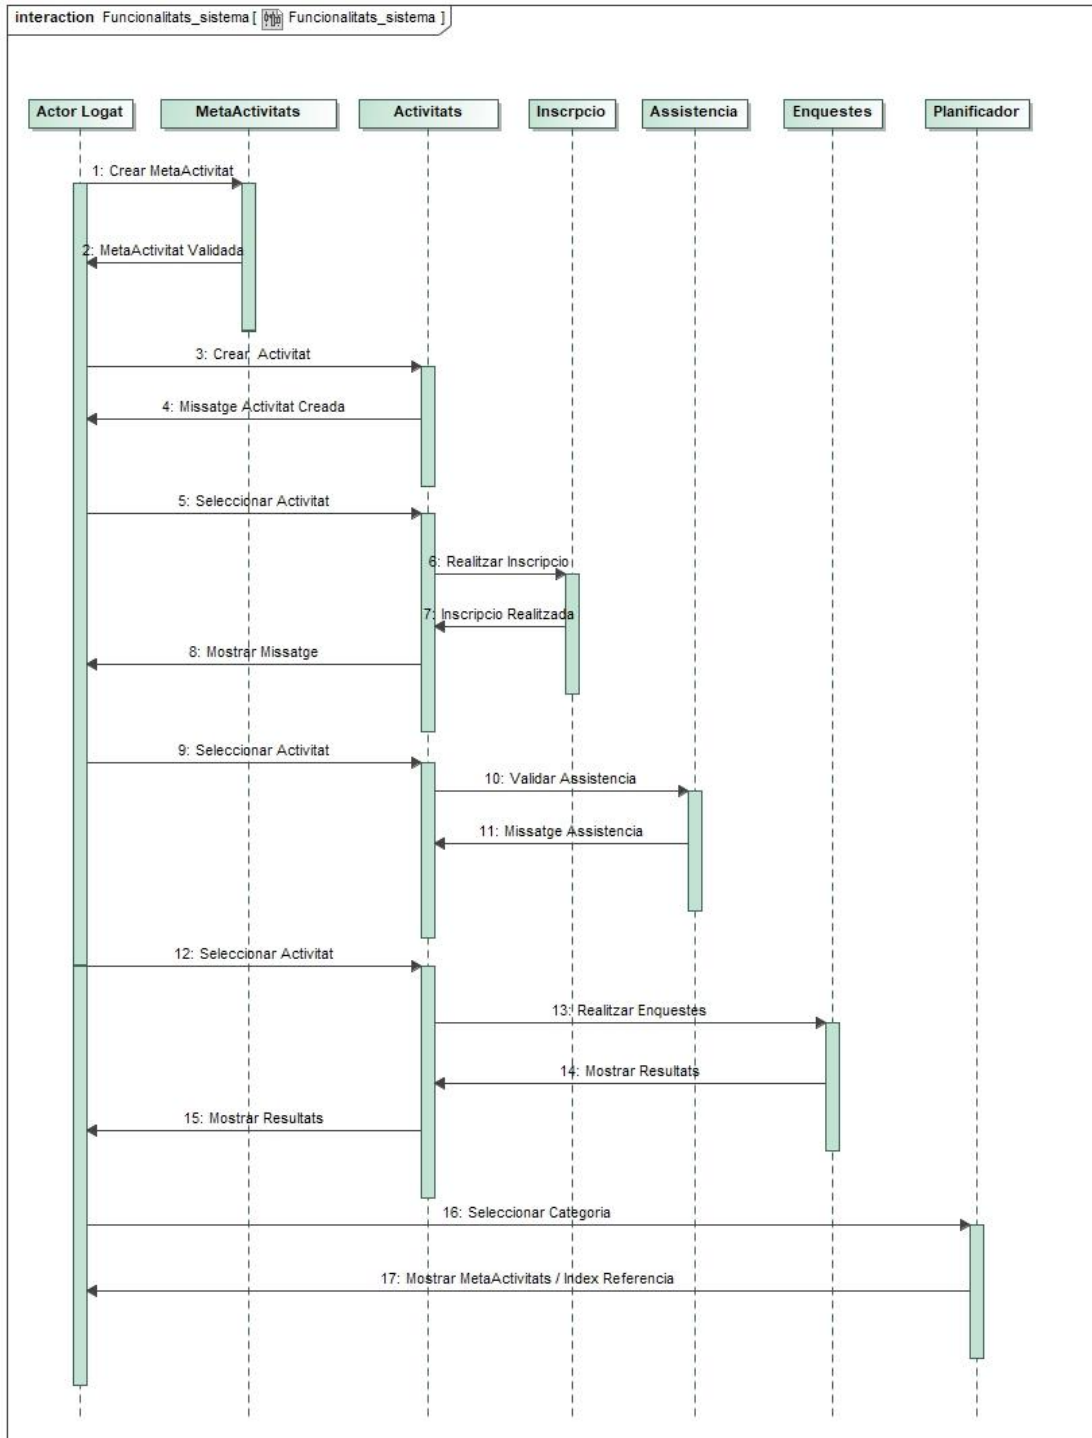 interaction Funcionalitats_sistema [ Funcionalitats_sistema ]
Actor Logat MetaActivitats Activitats Inscrpcio Assistencia Enquestes Planificador
1: Crear MetaActivitat
2: MetaActivitat Validada
3: Crear Activitat
4: Missatge Activitat Creada
5: Seleccionar Activitat
6: Realitzar Inscripcio
7: Inscripcio Realitzada
8: Mostrar Missatge
9: Seleccionar Activitat
10: Validar Assistencia
11: Missatge Assistencia
12: Seleccionar Activitat
13: Realitzar Enquestes
14: Mostrar Resultats
15: Mostrar Resultats
16: Seleccionar Categoria
17: Mostrar MetaActivitats / Index Referencia